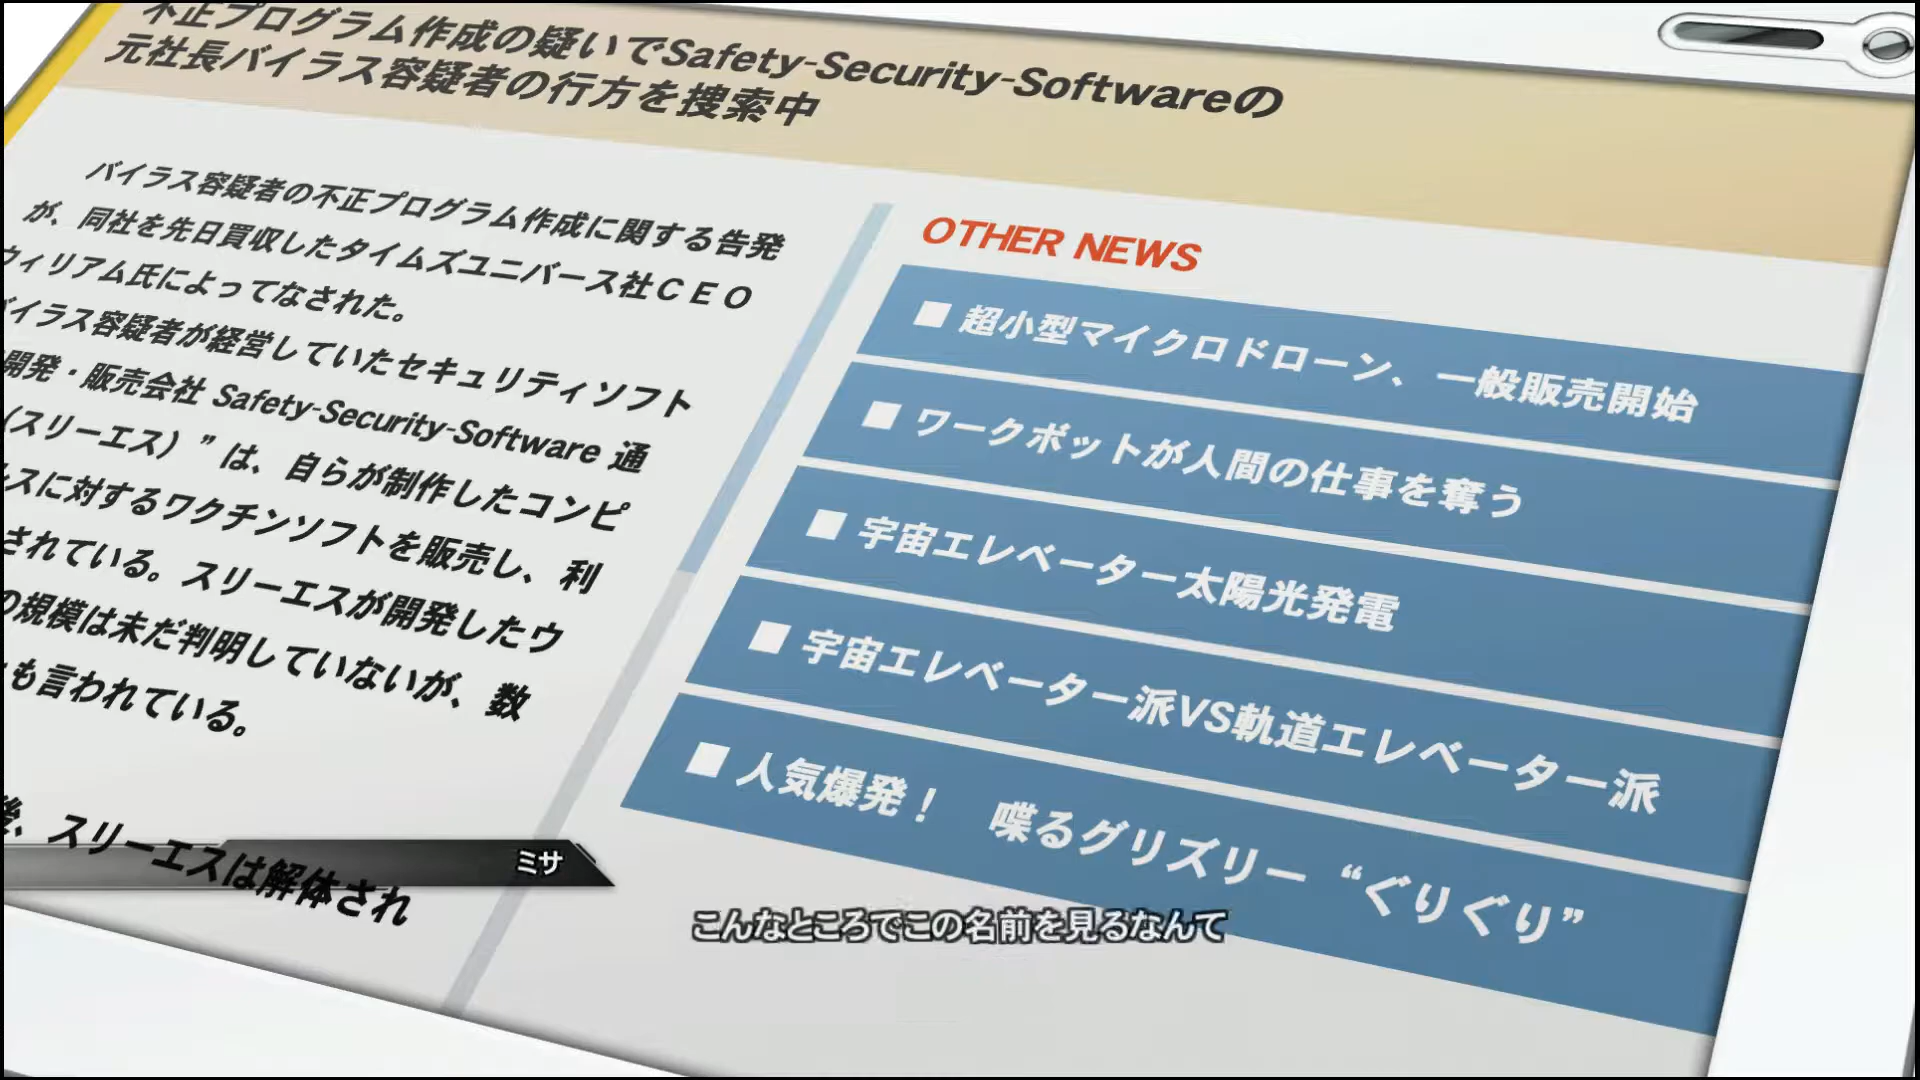 不正プログラム作成の疑いでSafety-Security-Softwareの
元社長バイラス容疑者の行方を捜索中
バイラス容疑者の不正プログラム作成に関する告発
が、同社を先日買収したタイムズユニバース社CEO
ウィリアム氏によってなされた。
バイラス容疑者が経営していたセキュリティソフト
開発・販売会社 Safety-Security-Software 通
(スリーエス)”は、自らが制作したコンピ
スに対するワクチンソフトを販売し、利
されている。スリーエスが開発したウ
の規模は未だ判明していないが、数
も言われている。
後、スリーエスは解体され
OTHER NEWS
■ 超小型マイクロドローン、一般販売開始
■ ワークボットが人間の仕事を奪う
■ 宇宙エレベーター太陽光発電
■ 宇宙エレベーター派VS軌道エレベーター派
■ 人気爆発! 喋るグリズリー“ぐりぐり”
ミサ
こんなところでこの名前を見るなんて